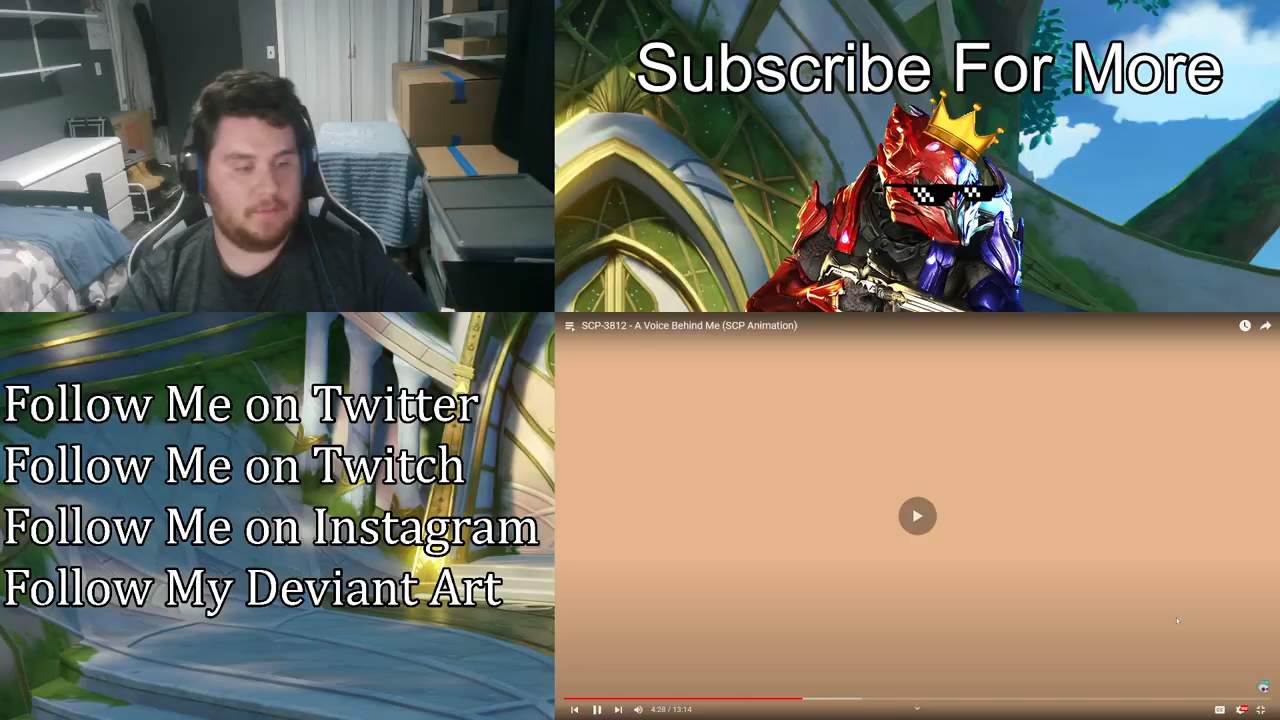 Subscribe For More
Follow Me on Twitter
Follow Me on Twitch
Follow Me on Instagram
Follow My Deviant Art
SCP-3812 - A Voice Behind Me (SCP Animation)
4:28 / 13:14